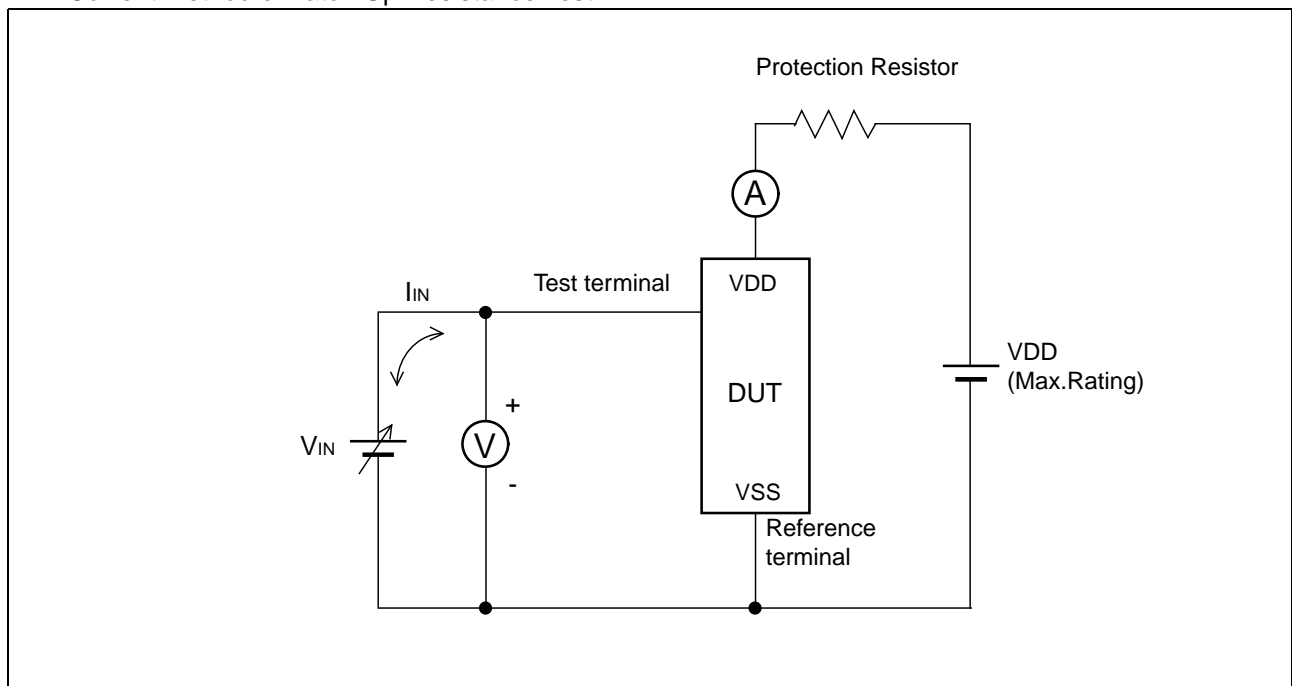 Protection Resistor
A
VDD
Test terminal
IIN
VDD
(Max.Rating)
DUT
+
VIN
V
-
VSS
Reference
terminal